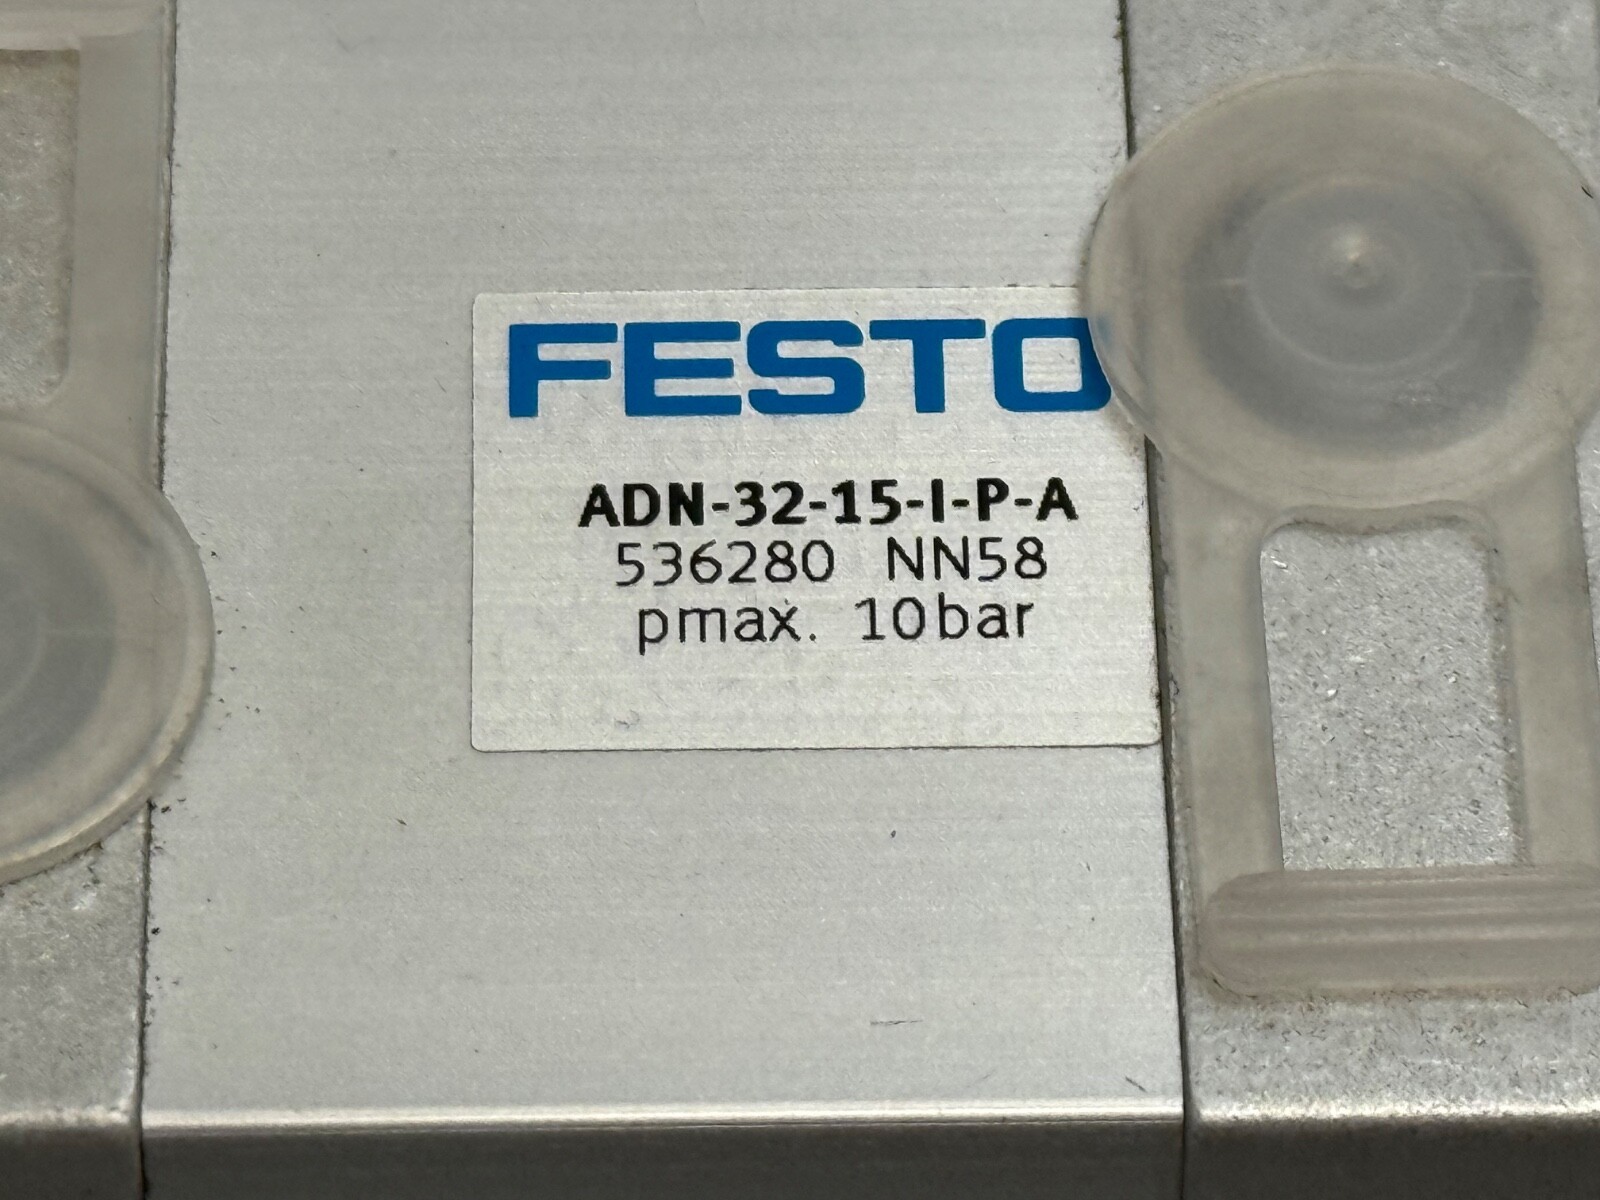 FESTO
ADN-32-15-I-P-A
536280 NN58
pmax. 10bar